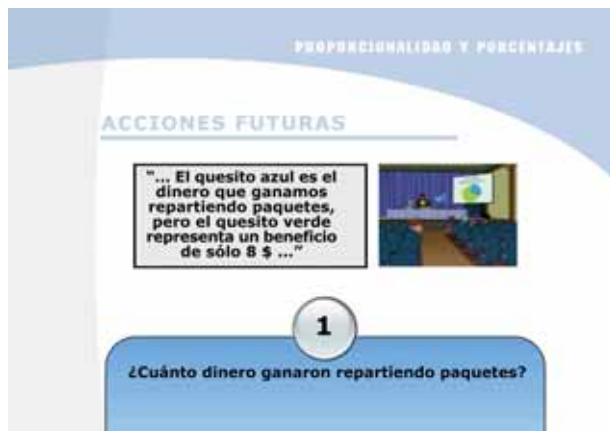 PROPORCIONALIDAD Y PORCENTAJES
ACCIONES FUTURAS
"... El quesito azul es el
dinero que ganamos
repartiendo paquetes,
pero el quesito verde
representa un beneficio
de sólo 8 $ ..."
1
¿Cuánto dinero ganaron repartiendo paquetes?